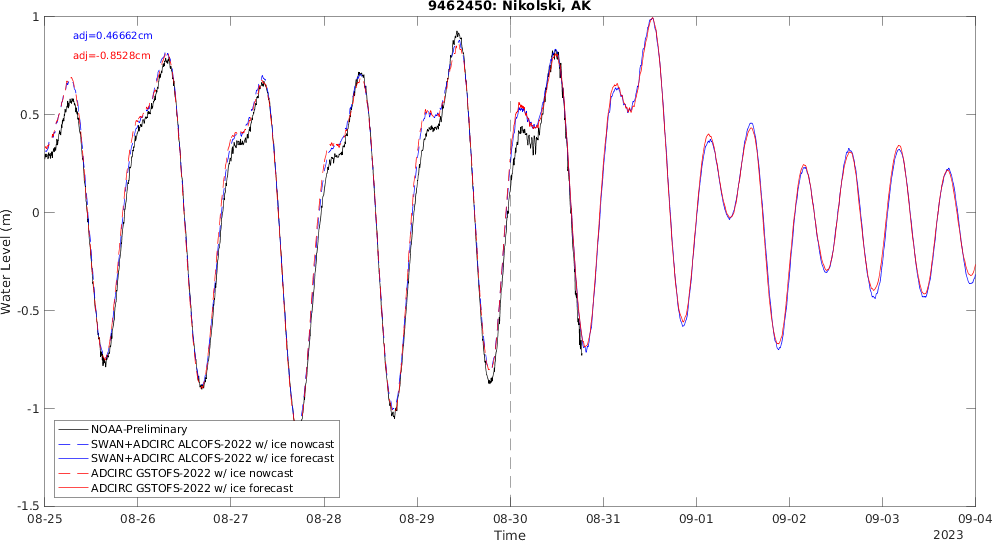 9462450: Nikolski, AK
adj=0.46662cm
adj=-0.8528cm
1
0.5
0
-0.5
-1
-1.5
Water Level (m)
NOAA-Preliminary
SWAN+ADCIRC ALCOFS-2022 w/ ice nowcast
SWAN+ADCIRC ALCOFS-2022 w/ ice forecast
ADCIRC GSTOFS-2022 w/ ice nowcast
ADCIRC GSTOFS-2022 w/ ice forecast
08-25 08-26 08-27 08-28 08-29 08-30 08-31 09-01 09-02 09-03 09-04
Time
2023